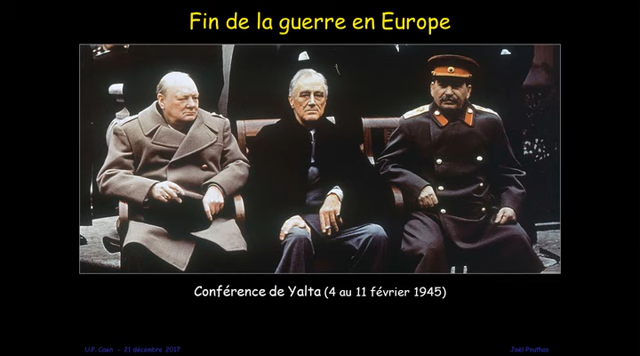 Fin de la guerre en Europe
Conférence de Yalta (4 au 11 février 1945)
U.P. Caen - 21 décembre 2017
Joël Pouthas